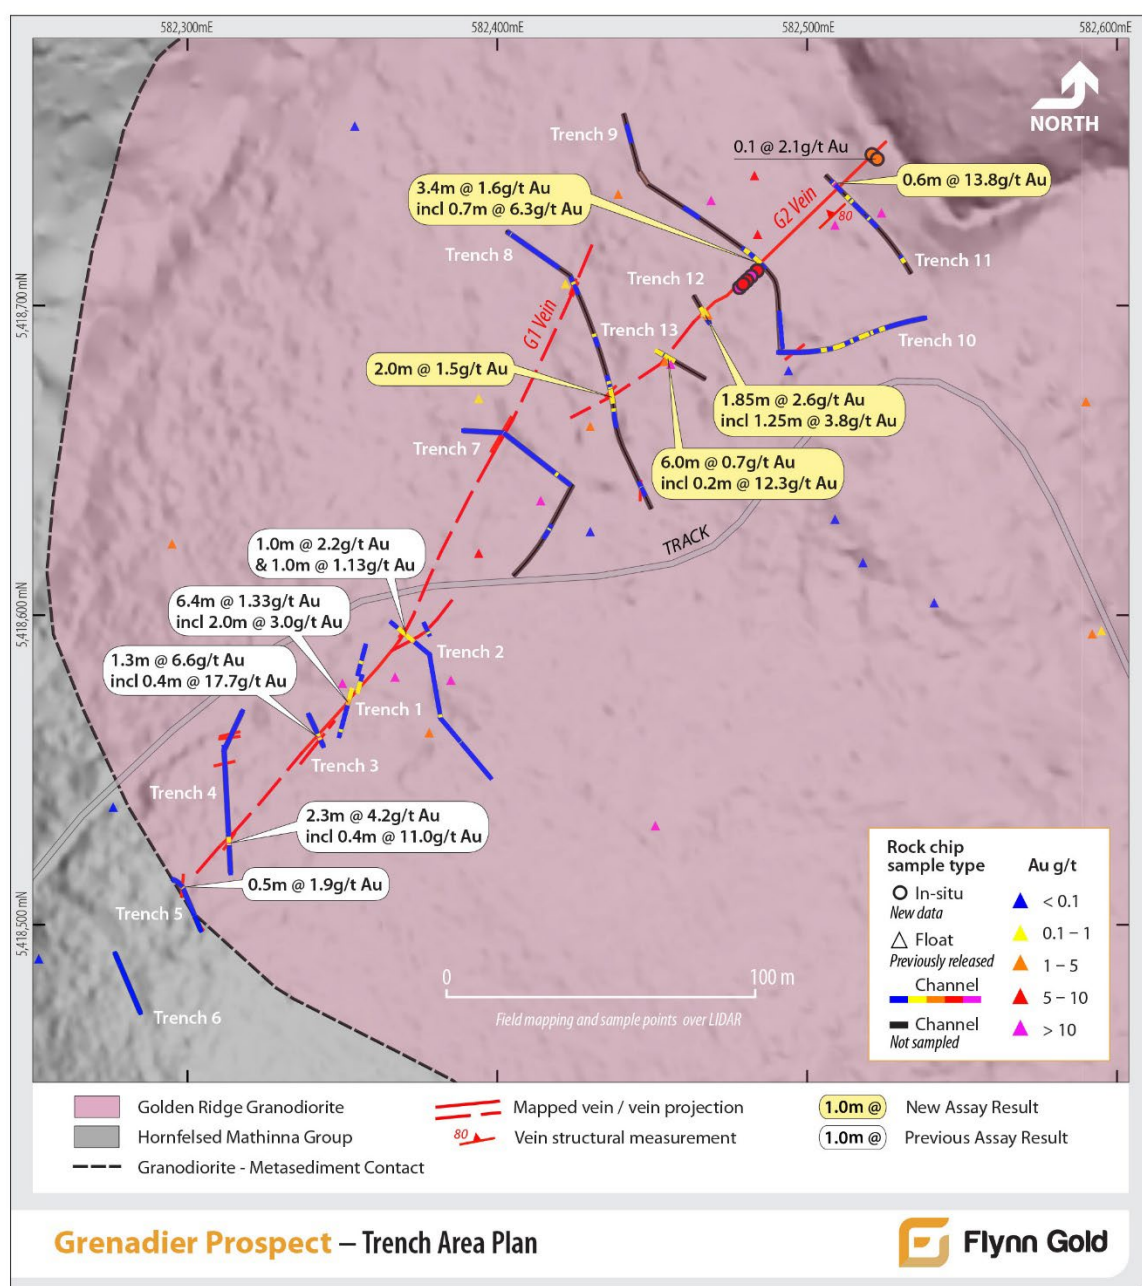 582,300mE
582,400mE
582,500mE
582,600mE
5,418,700 mN
5,418,600 mN
5,418,500 mN
NORTH
Trench 9
0.1 @ 2.1g/t Au
0.6m @ 13.8g/t Au
3.4m @ 1.6g/t Au
incl 0.7m @ 6.3g/t Au
G2 Vein
80
Trench 8
Trench 11
Trench 12
G1 Vein
Trench 13
Trench 10
2.0m @ 1.5g/t Au
1.85m @ 2.6g/t Au
incl 1.25m @ 3.8g/t Au
Trench 7
6.0m @ 0.7g/t Au
incl 0.2m @ 12.3g/t Au
TRACK
1.0m @ 2.2g/t Au
& 1.0m @ 1.13g/t Au
6.4m @ 1.33g/t Au
incl 2.0m @ 3.0g/t Au
Trench 2
1.3m @ 6.6g/t Au
incl 0.4m @ 17.7g/t Au
Trench 1
Trench 3
Trench 4
2.3m @ 4.2g/t Au
incl 0.4m @ 11.0g/t Au
0.5m @ 1.9g/t Au
Trench 5
Trench 6
0
100 m
Field mapping and sample points over LIDAR
Rock chip
sample type
In-situ
New data
Float
Previously released
Channel
Channel
Not sampled
Au g/t
< 0.1
0.1 – 1
1 – 5
5 – 10
> 10
Golden Ridge Granodiorite
Hornfelsed Mathinna Group
Granodiorite - Metasediment Contact
Mapped vein / vein projection
80 Vein structural measurement
1.0m @ New Assay Result
1.0m @ Previous Assay Result
Grenadier Prospect – Trench Area Plan
Flynn Gold